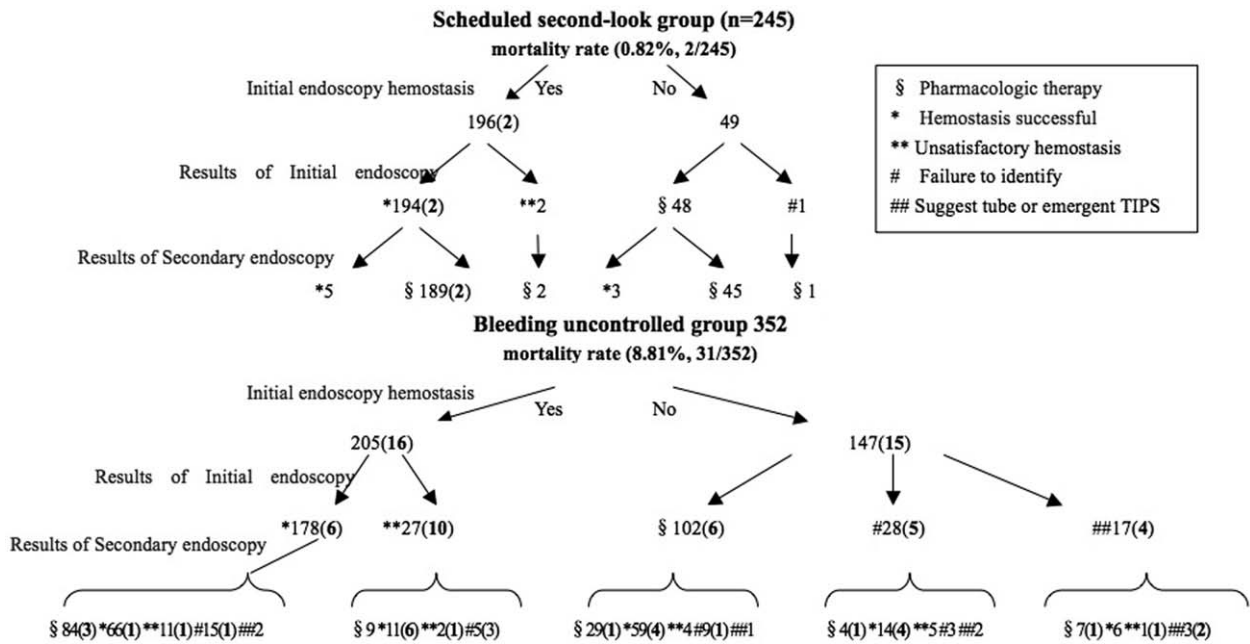 Scheduled second-look group (n=245)
mortality rate (0.82%, 2/245)
Initial endoscopy hemostasis Yes No
196(2) 49
Results of Initial endoscopy
*194(2) **2 § 48 #1
Results of Secondary endoscopy
*5 § 189(2) § 2 *3 § 45 § 1
§ Pharmacologic therapy
* Hemostasis successful
** Unsatisfactory hemostasis
# Failure to identify
## Suggest tube or emergent TIPS
Bleeding uncontrolled group 352
mortality rate (8.81%, 31/352)
Initial endoscopy hemostasis
Yes No
205(16) 147(15)
Results of Initial endoscopy
*178(6) **27(10) § 102(6) #28(5) ##17(4)
Results of Secondary endoscopy
§ 84(3) *66(1) **11(1) #15(1) ##2 § 9 *11(6) **2(1) #5(3) § 29(1) *59(4) **4 #9(1) ##1 § 4(1) *14(4) **5 #3 ##2 § 7(1) *6 **1(1) ##3(2)